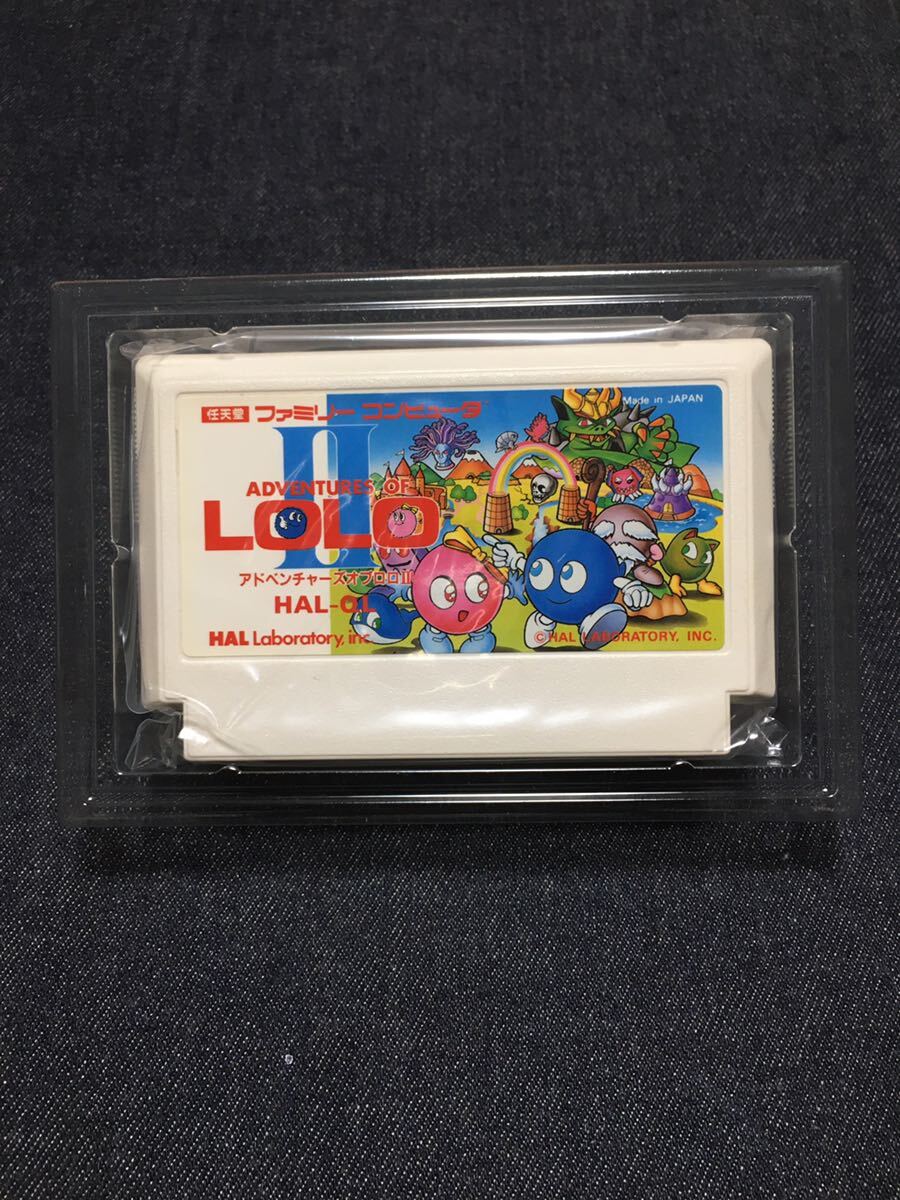 任天堂 ファミリー コンピュータ
Made in JAPAN
II
ADVENTURES OF
LOLO
アドベンチャーズオブロロII
HAL-OL
HAL Laboratory, inc
©HAL LABORATORY, INC.